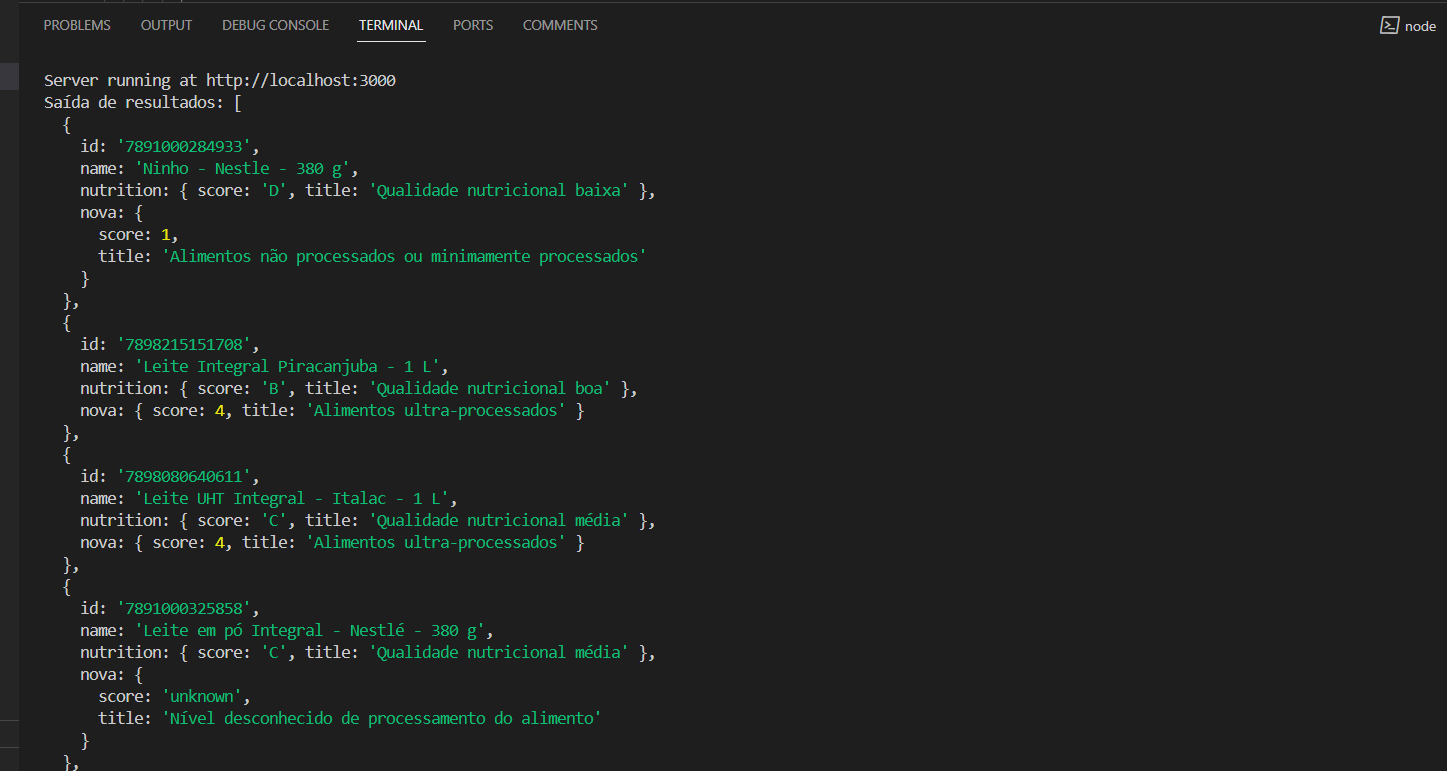 PROBLEMS OUTPUT DEBUG CONSOLE TERMINAL PORTS COMMENTS node
Server running at http://localhost:3000
Saída de resultados: [
  {
    id: '7891000284933',
    name: 'Ninho - Nestle - 380 g',
    nutrition: { score: 'D', title: 'Qualidade nutricional baixa' },
    nova: {
      score: 1,
      title: 'Alimentos não processados ou minimamente processados'
    }
  },
  {
    id: '7898215151708',
    name: 'Leite Integral Piracanjuba - 1 L',
    nutrition: { score: 'B', title: 'Qualidade nutricional boa' },
    nova: { score: 4, title: 'Alimentos ultra-processados' }
  },
  {
    id: '7898080640611',
    name: 'Leite UHT Integral - Italac - 1 L',
    nutrition: { score: 'C', title: 'Qualidade nutricional média' },
    nova: { score: 4, title: 'Alimentos ultra-processados' }
  },
  {
    id: '7891000325858',
    name: 'Leite em pó Integral - Nestlé - 380 g',
    nutrition: { score: 'C', title: 'Qualidade nutricional média' },
    nova: {
      score: 'unknown',
      title: 'Nível desconhecido de processamento do alimento'
    }
  },